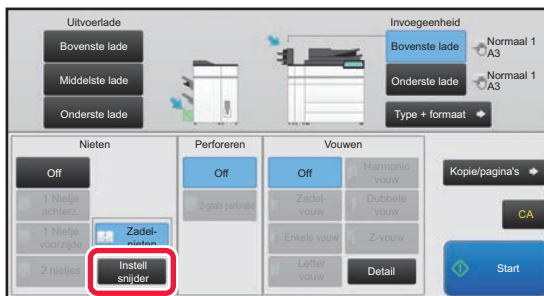 Uitvoerlade
Bovenste lade
Middelste lade
Onderste lade
Invoegeenheid
Bovenste lade
Normaal 1
A3
Onderste lade
Normaal 1
A3
Type + formaat
Nieten
Off
1 Nietje
achterz.
1 Nietje
voorzijde
2 nietjes
Zadel-
nieten
Instell
snijder
Perforeren
Off
2-gaats perforatie
Vouwen
Off
Harmonic
vouw
Zadel-
vouw
Dubbele
vouw
Enkele vouw
Z-vouw
Letter
vouw
Detail
Kopie/pagina's
CA
Start